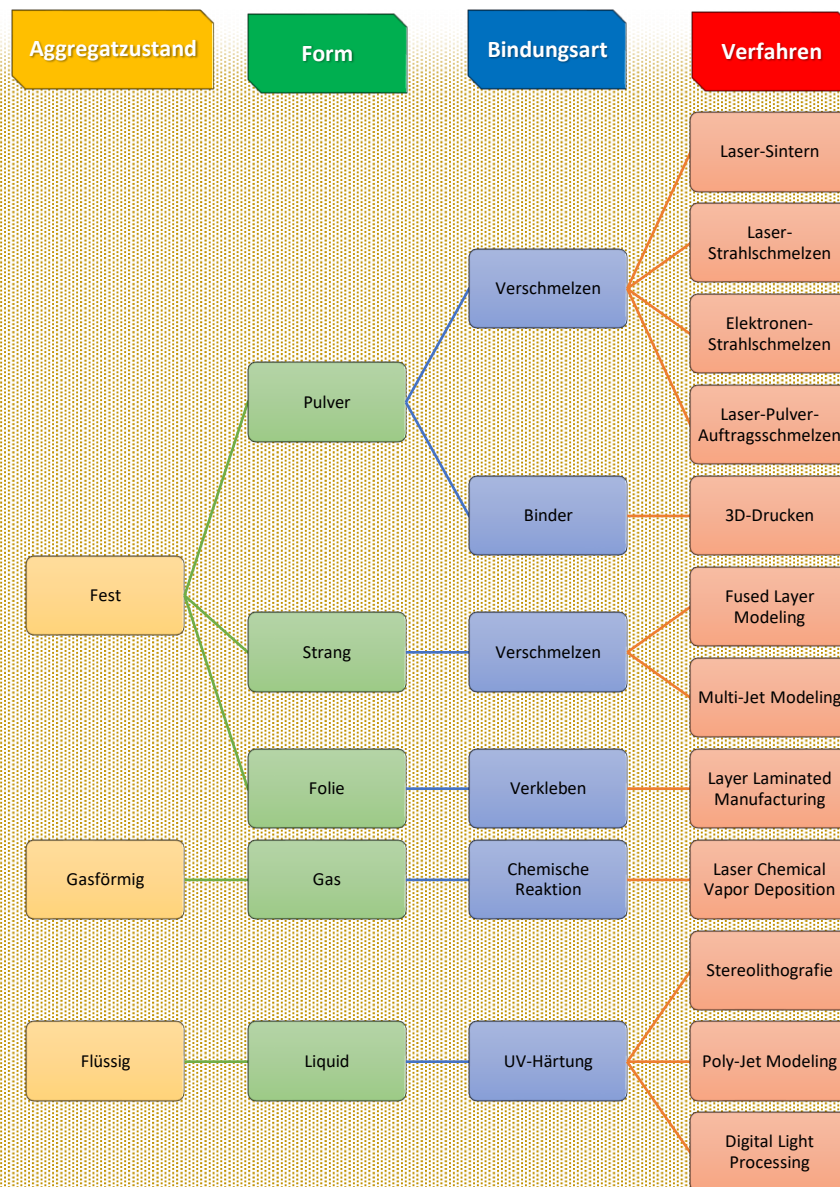 Aggregatzustand
Form
Bindungsart
Verfahren
Laser-Sintern
Laser-
Strahlschmelzen
Verschmelzen
Elektronen-
Strahlschmelzen
Pulver
Laser-Pulver-
Auftragsschmelzen
Binder
3D-Drucken
Fest
Fused Layer
Modeling
Strang
Verschmelzen
Multi-Jet Modeling
Folie
Verkleben
Layer Laminated
Manufacturing
Gasförmig
Gas
Chemische
Reaktion
Laser Chemical
Vapor Deposition
Stereolithografie
Flüssig
Liquid
UV-Härtung
Poly-Jet Modeling
Digital Light
Processing